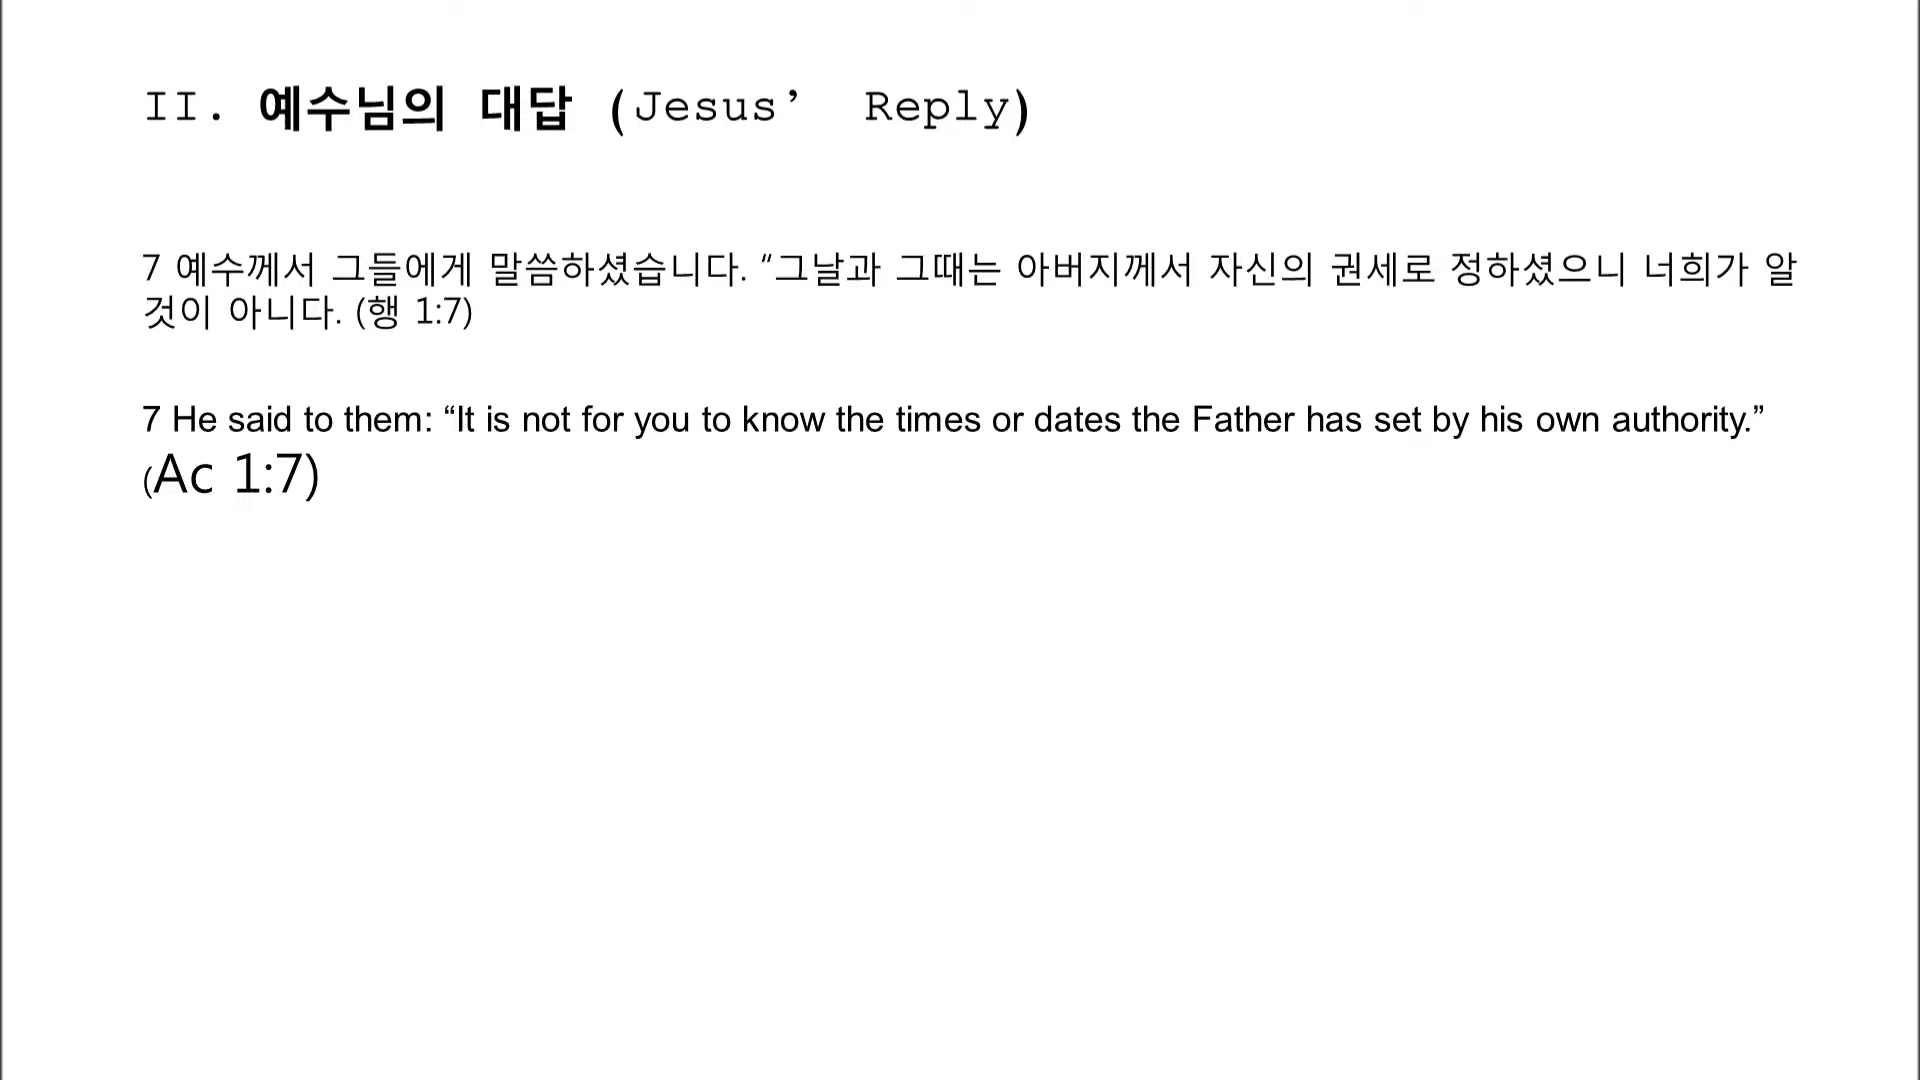 II. 예수님의 대답 (Jesus’ Reply)
7 예수께서 그들에게 말씀하셨습니다. “그날과 그때는 아버지께서 자신의 권세로 정하셨으니 너희가 알
것이 아니다. (행 1:7)
7 He said to them: “It is not for you to know the times or dates the Father has set by his own authority.”
(Ac 1:7)